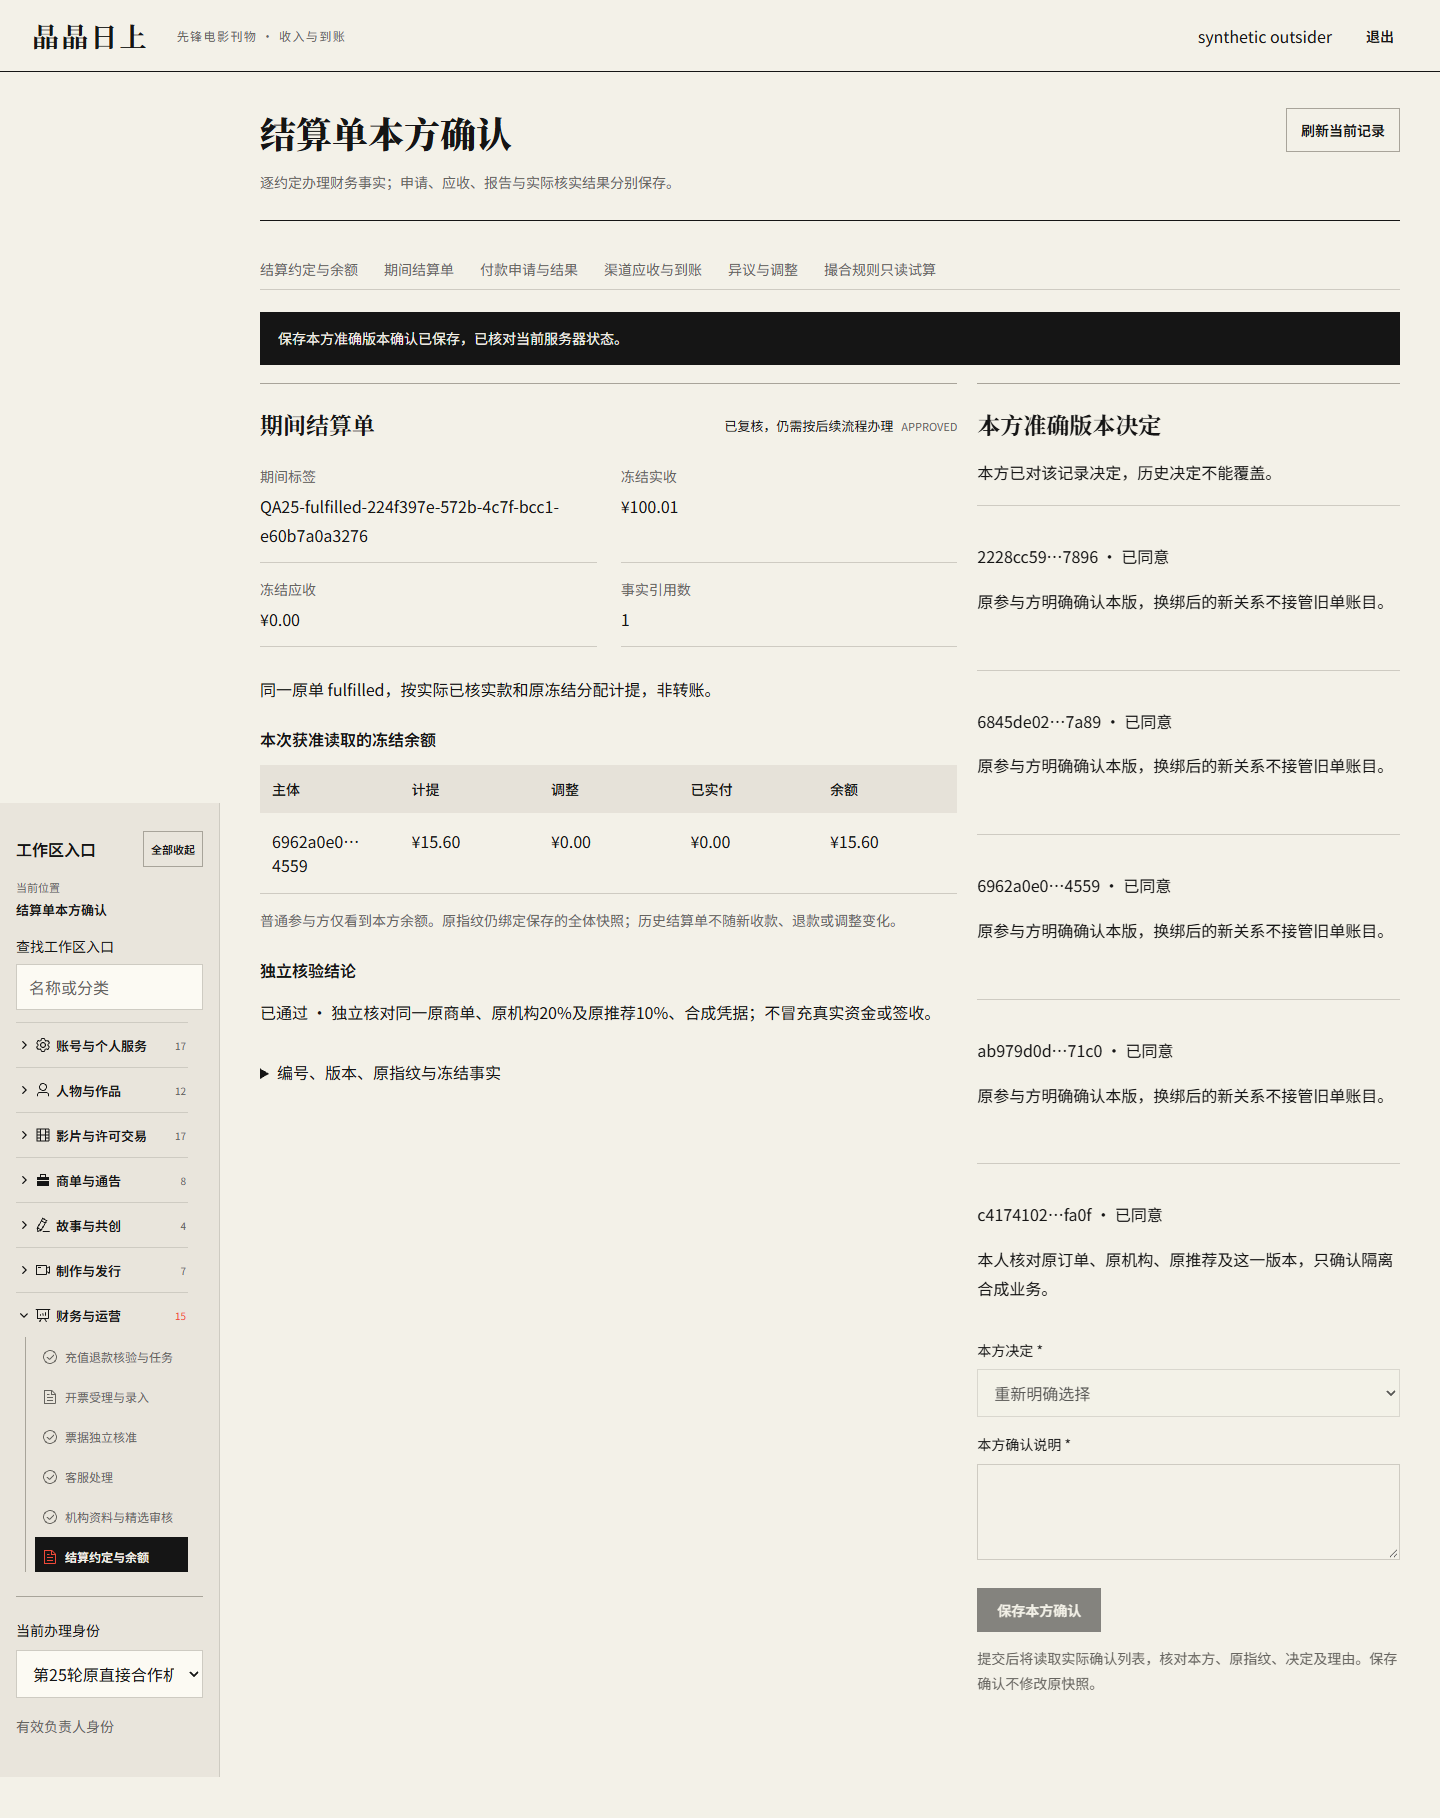 晶晶日上
先锋电影刊物 · 收入与到账
synthetic outsider
退出
结算单本方确认
刷新当前记录
逐约定办理财务事实；申请、应收、报告与实际核实结果分别保存。
结算约定与余额 期间结算单 付款申请与结果 渠道应收与到账 异议与调整 撮合规则只读试算
保存本方准确版本确认已保存，已核对当前服务器状态。
期间结算单
已复核，仍需按后续流程办理 APPROVED
期间标签
QA25-fulfilled-224f397e-572b-4c7f-bcc1-
e60b7a0a3276
冻结实收
¥100.01
冻结应收
¥0.00
事实引用数
1
同一原单 fulfilled，按实际已核实款和原冻结分配计提，非转账。
本次获准读取的冻结余额
主体 计提 调整 已实付 余额
6962a0e0…
4559
¥15.60 ¥0.00 ¥0.00 ¥15.60
普通参与方仅看到本方余额。原指纹仍绑定保存的全体快照；历史结算单不随新收款、退款或调整变化。
独立核验结论
已通过 · 独立核对同一原商单、原机构20%及原推荐10%、合成凭据；不冒充真实资金或签收。
▶ 编号、版本、原指纹与冻结事实
本方准确版本决定
本方已对该记录决定，历史决定不能覆盖。
2228cc59…7896 · 已同意
原参与方明确确认本版，换绑后的新关系不接管旧单账目。
6845de02…7a89 · 已同意
原参与方明确确认本版，换绑后的新关系不接管旧单账目。
6962a0e0…4559 · 已同意
原参与方明确确认本版，换绑后的新关系不接管旧单账目。
ab979d0d…71c0 · 已同意
原参与方明确确认本版，换绑后的新关系不接管旧单账目。
c4174102…fa0f · 已同意
本人核对原订单、原机构、原推荐及这一版本，只确认隔离
合成业务。
本方决定 *
重新明确选择
本方确认说明 *
保存本方确认
提交后将读取实际确认列表，核对本方、原指纹、决定及理由。保存
确认不修改原快照。
工作区入口
全部收起
当前位置
结算单本方确认
查找工作区入口
名称或分类
账号与个人服务 17
人物与作品 12
影片与许可交易 17
商单与通告 8
故事与共创 4
制作与发行 7
财务与运营 15
充值退款核验与任务
开票受理与录入
票据独立核准
客服处理
机构资料与精选审核
结算约定与余额
当前办理身份
第25轮原直接合作
有效负责人身份